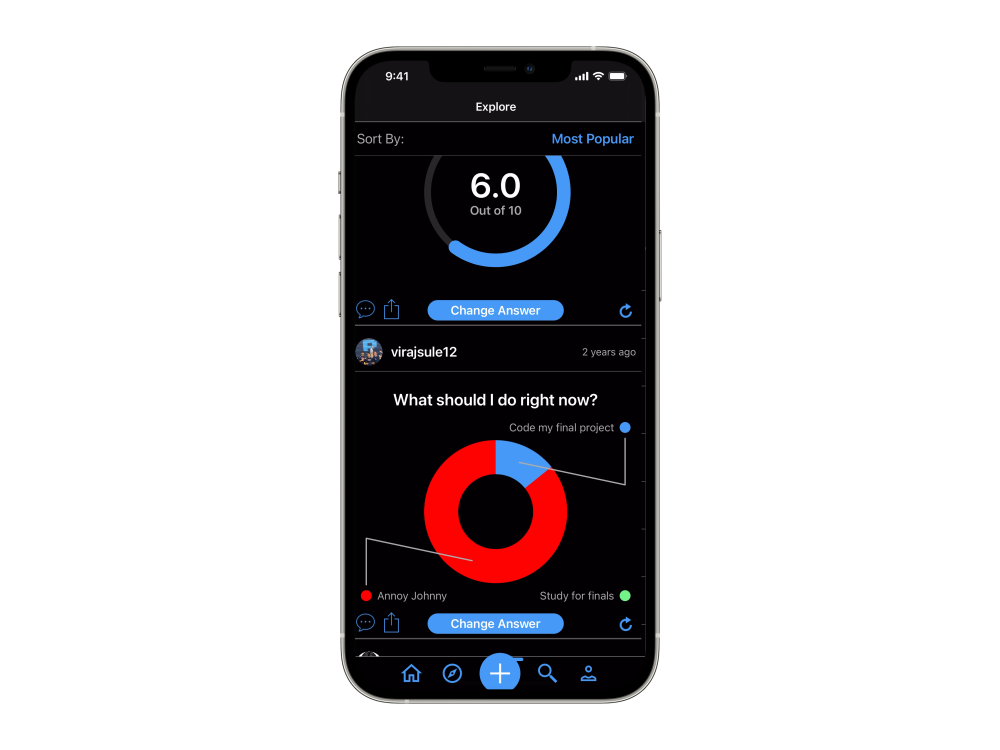 9:41
Explore
Sort By: Most Popular
6.0
Out of 10
Change Answer
virajsule12 2 years ago
What should I do right now?
Code my final project
Annoy Johnny Study for finals
Change Answer